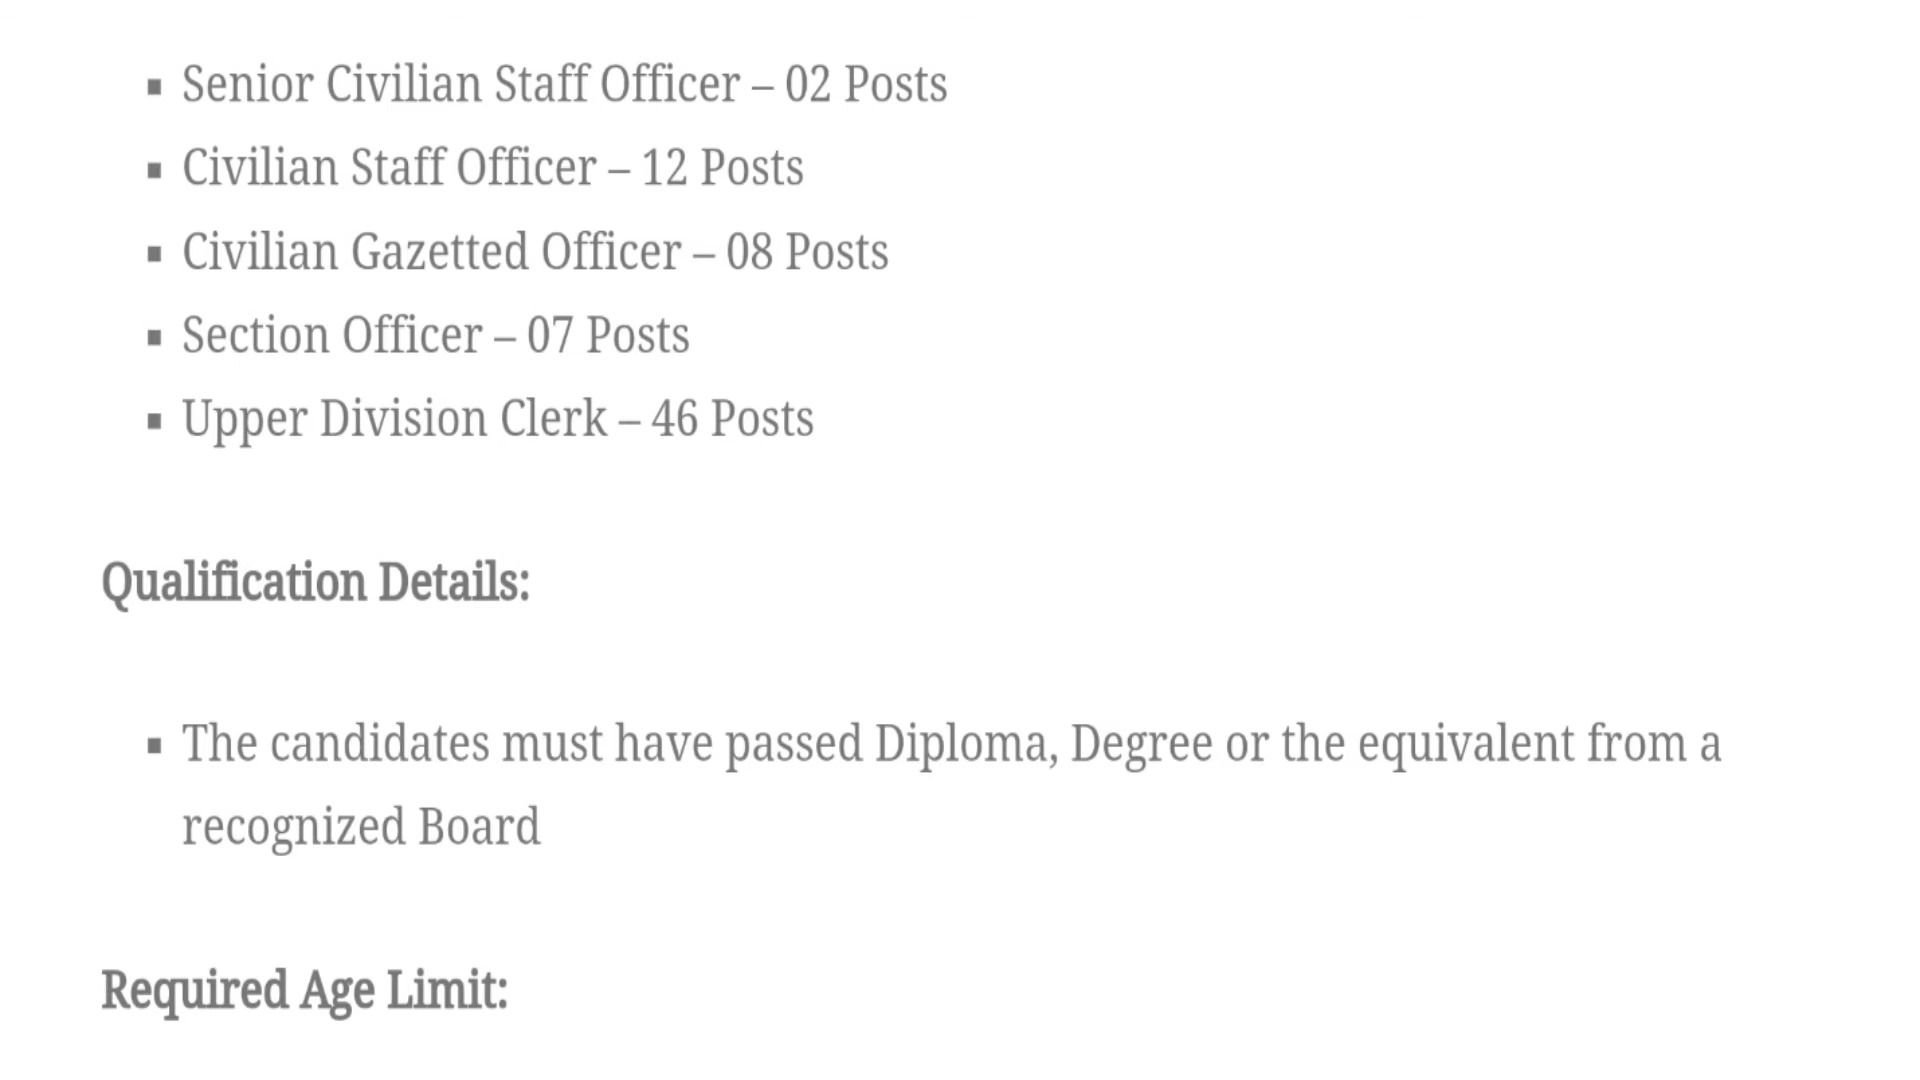 ▪ Senior Civilian Staff Officer – 02 Posts
▪ Civilian Staff Officer – 12 Posts
▪ Civilian Gazetted Officer – 08 Posts
▪ Section Officer – 07 Posts
▪ Upper Division Clerk – 46 Posts
Qualification Details:
▪ The candidates must have passed Diploma, Degree or the equivalent from a
recognized Board
Required Age Limit: